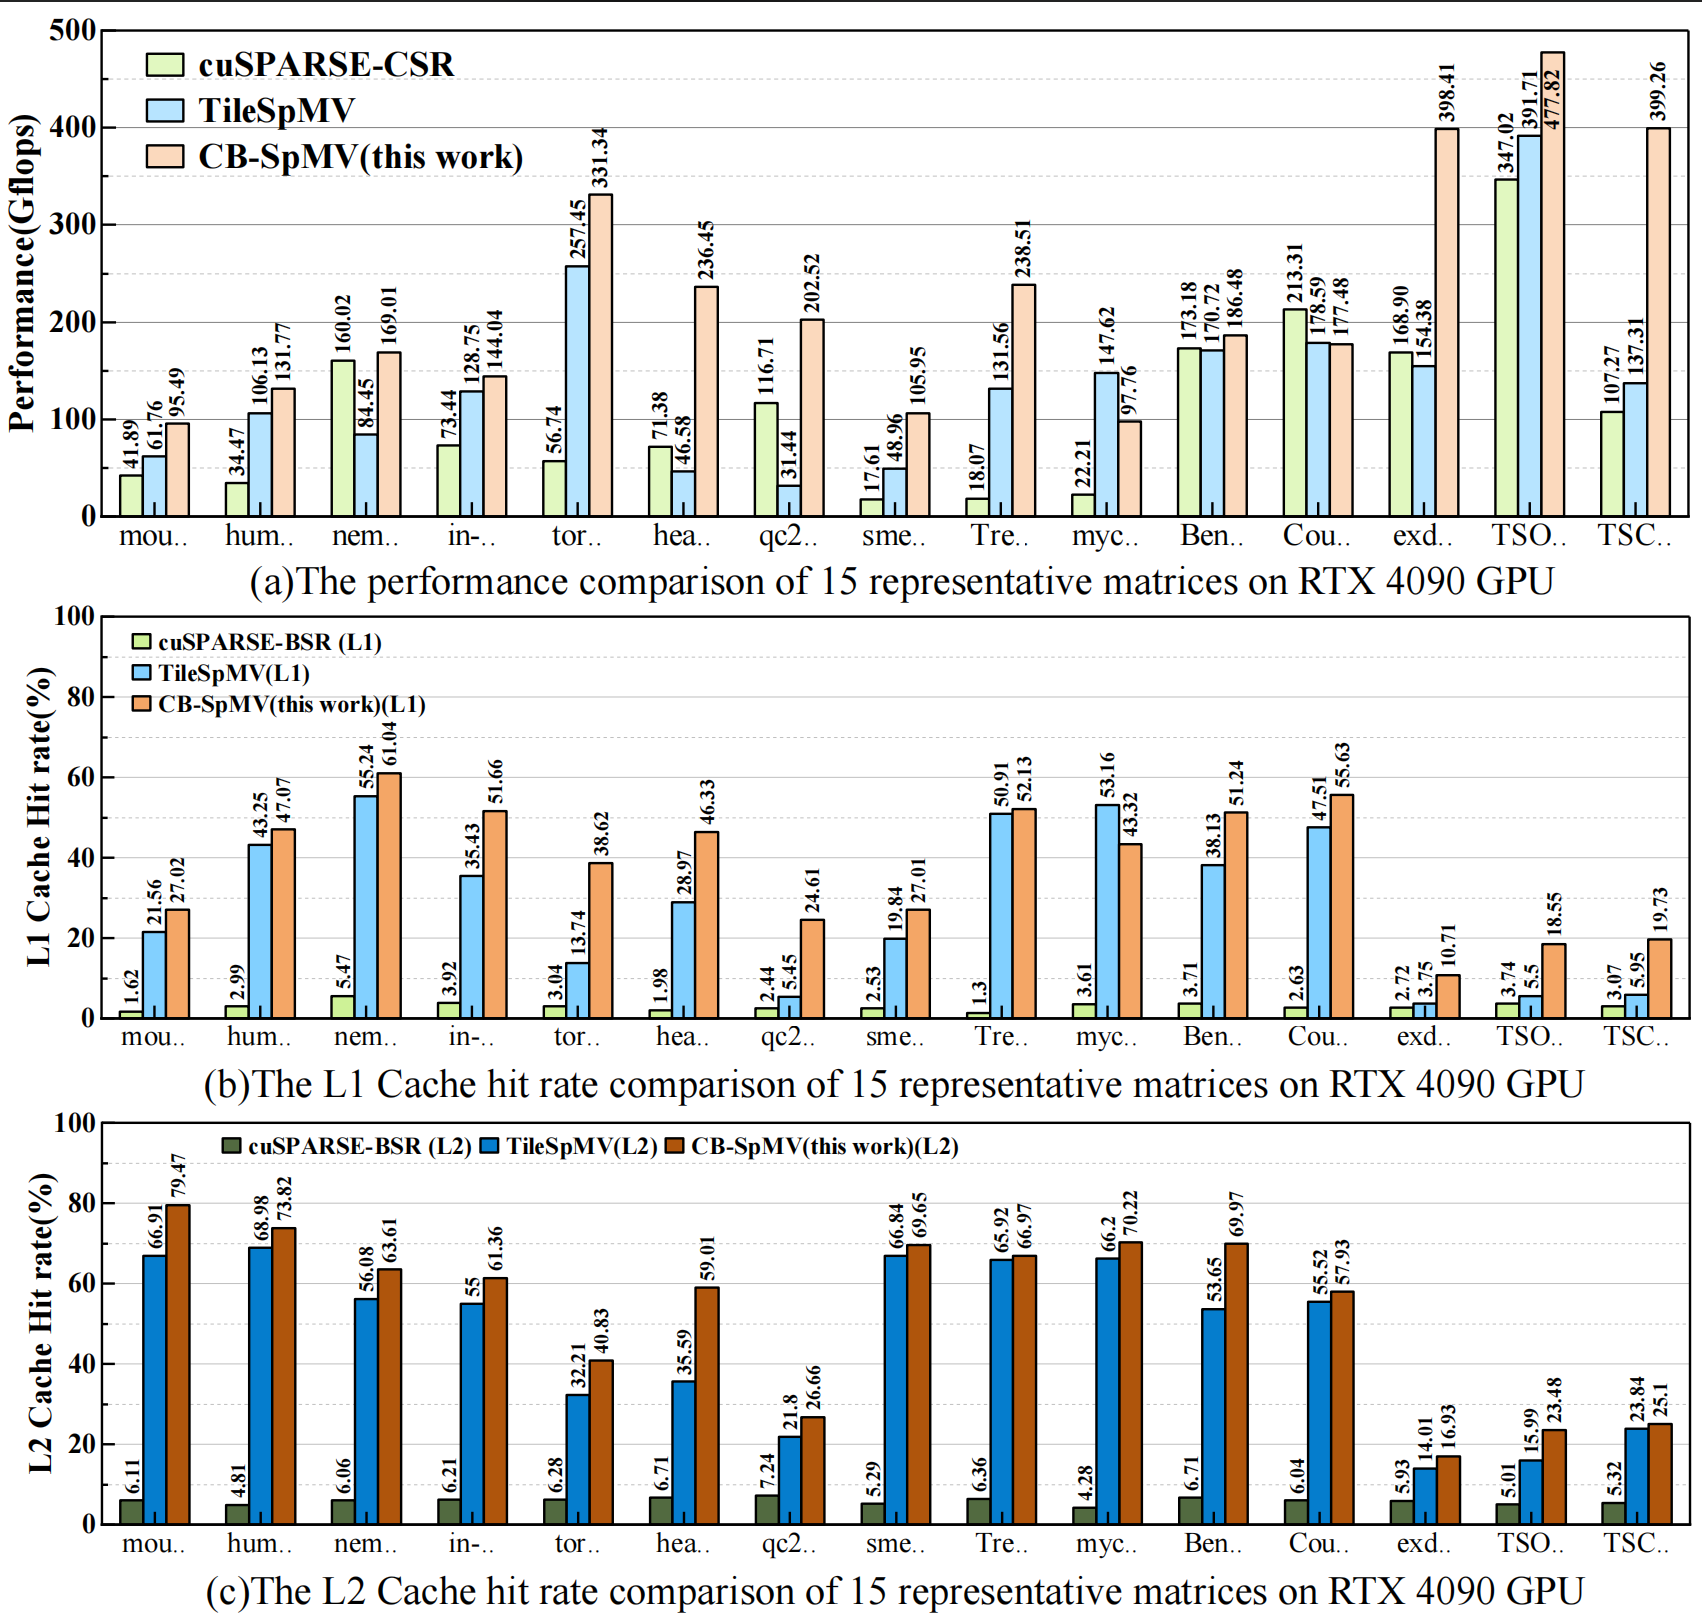 Performance(Gflops)
500
400
300
200
100
0
cuSPARSE-CSR
TileSpMV
CB-SpMV(this work)
41.89 61.76 95.49
34.47 106.13 131.77
160.02 84.45 169.01
73.44 128.75 144.04
56.74 257.45 331.34
71.38 46.58 236.45
116.71 31.44 202.52
17.61 48.96 105.95
18.07 131.56 238.51
22.21 147.62 97.76
173.18 170.72 186.48
213.31 178.59 177.48
168.90 154.38 398.41
347.02 391.71 477.82
107.27 137.31 399.26
mou.. hum.. nem.. in-.. tor.. hea.. qc2.. sme.. Tre.. myc.. Ben.. Cou.. exd.. TSO.. TSC..
(a)The performance comparison of 15 representative matrices on RTX 4090 GPU
L1 Cache Hit rate(%)
100
80
60
40
20
0
cuSPARSE-BSR (L1)
TileSpMV(L1)
CB-SpMV(this work)(L1)
1.62 21.56 27.02
2.99 43.25 47.07
5.47 55.24 61.04
3.92 35.43 51.66
3.04 13.74 38.62
1.98 28.97 46.33
2.44 5.45 24.61
2.53 19.84 27.01
1.3 50.91 52.13
3.61 53.16 43.32
3.71 38.13 51.24
2.63 47.51 55.63
2.72 3.75 10.71
3.74 5.5 18.55
3.07 5.95 19.73
mou.. hum.. nem.. in-.. tor.. hea.. qc2.. sme.. Tre.. myc.. Ben.. Cou.. exd.. TSO.. TSC..
(b)The L1 Cache hit rate comparison of 15 representative matrices on RTX 4090 GPU
L2 Cache Hit rate(%)
100
80
60
40
20
0
cuSPARSE-BSR (L2) TileSpMV(L2) CB-SpMV(this work)(L2)
6.11 66.91 79.47
4.81 68.98 73.82
6.06 56.08 63.61
6.21 55 61.36
6.28 32.21 40.83
6.71 35.59 59.01
7.24 21.8 26.66
5.29 66.84 69.65
6.36 65.92 66.97
4.28 66.2 70.22
6.71 53.65 69.97
6.04 55.52 57.93
5.93 14.01 16.93
5.01 15.99 23.48
5.32 23.84 25.1
mou.. hum.. nem.. in-.. tor.. hea.. qc2.. sme.. Tre.. myc.. Ben.. Cou.. exd.. TSO.. TSC..
(c)The L2 Cache hit rate comparison of 15 representative matrices on RTX 4090 GPU